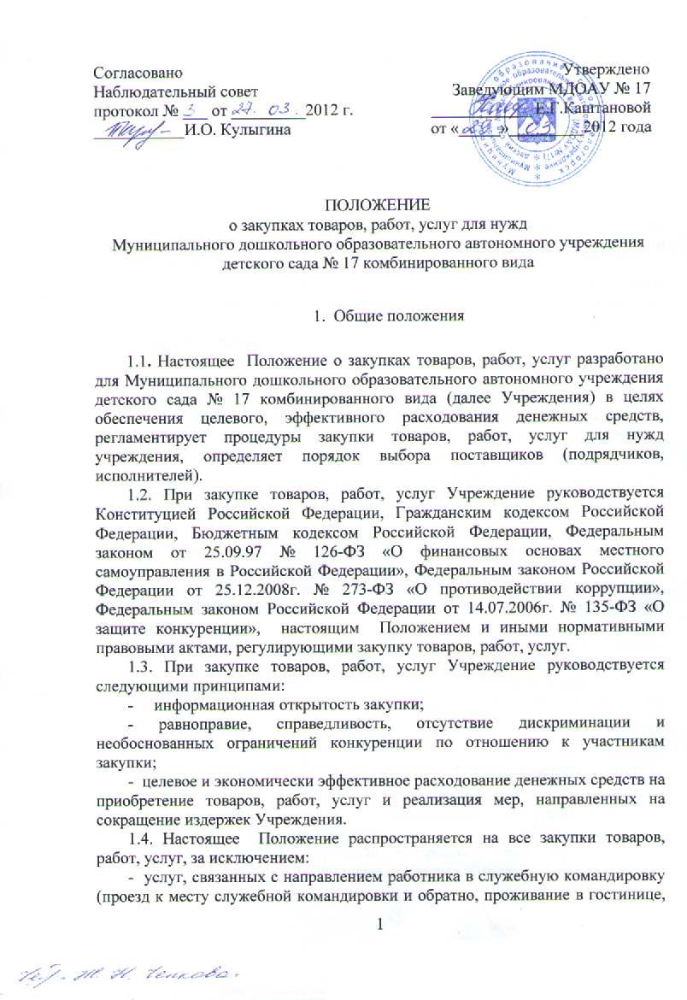 Согласовано
Наблюдательный совет
протокол № 3 от 27. 03. 2012 г.
И.О. Кулыгина
Утверждено
Заведующим МДОАУ № 17
Е.Г.Каштановой
от « » 03 2012 года
ПОЛОЖЕНИЕ
о закупках товаров, работ, услуг для нужд
Муниципального дошкольного образовательного автономного учреждения
детского сада № 17 комбинированного вида
1. Общие положения
1.1. Настоящее Положение о закупках товаров, работ, услуг разработано
для Муниципального дошкольного образовательного автономного учреждения
детского сада № 17 комбинированного вида (далее Учреждения) в целях
обеспечения целевого, эффективного расходования денежных средств,
регламентирует процедуры закупки товаров, работ, услуг для нужд
учреждения, определяет порядок выбора поставщиков (подрядчиков,
исполнителей).
1.2. При закупке товаров, работ, услуг Учреждение руководствуется
Конституцией Российской Федерации, Гражданским кодексом Российской
Федерации, Бюджетным кодексом Российской Федерации, Федеральным
законом от 25.09.97 № 126-ФЗ «О финансовых основах местного
самоуправления в Российской Федерации», Федеральным законом Российской
Федерации от 25.12.2008г. № 273-ФЗ «О противодействии коррупции»,
Федеральным законом Российской Федерации от 14.07.2006г. № 135-ФЗ «О
защите конкуренции», настоящим Положением и иными нормативными
правовыми актами, регулирующими закупку товаров, работ, услуг.
1.3. При закупке товаров, работ, услуг Учреждение руководствуется
следующими принципами:
- информационная открытость закупки;
- равноправие, справедливость, отсутствие дискриминации и
необоснованных ограничений конкуренции по отношению к участникам
закупки;
- целевое и экономически эффективное расходование денежных средств на
приобретение товаров, работ, услуг и реализация мер, направленных на
сокращение издержек Учреждения.
1.4. Настоящее Положение распространяется на все закупки товаров,
работ, услуг, за исключением:
- услуг, связанных с направлением работника в служебную командировку
(проезд к месту служебной командировки и обратно, проживание в гостинице,
1